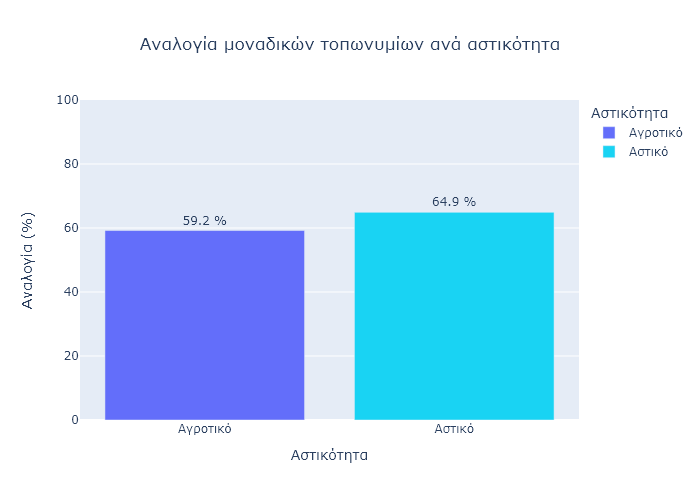 Αναλογία μοναδικών τοπωνυμίων ανά αστικότητα
Αστικότητα
Αγροτικό
Αστικό
Αναλογία (%)
100
80
60
40
20
0
59.2 %
64.9 %
Αγροτικό
Αστικό
Αστικότητα